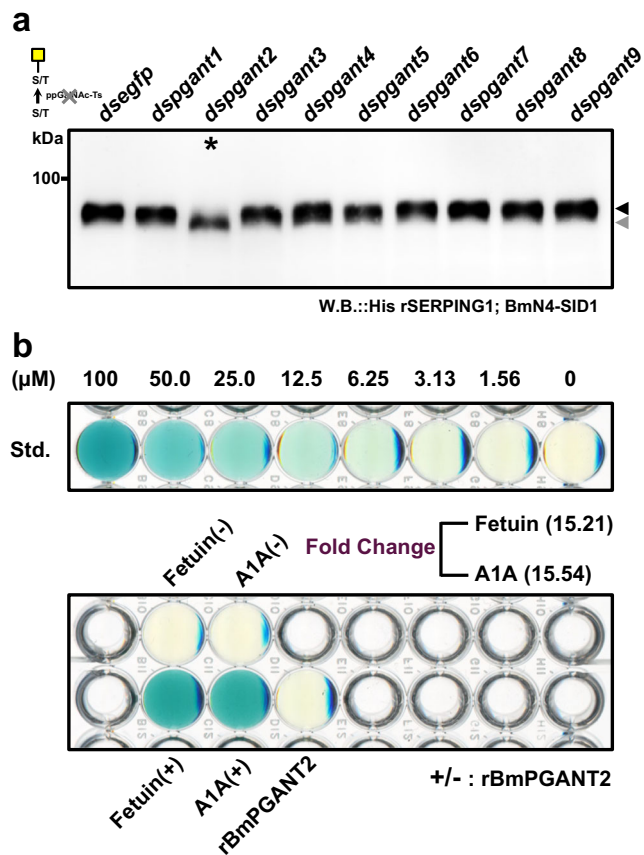 a
S/T
ppGalNAc-Ts
S/T
dsegfp dspgant1 dspgant2 dspgant3 dspgant4 dspgant5 dspgant6 dspgant7 dspgant8 dspgant9
kDa
*
100
W.B.::His rSERPING1; BmN4-SID1
b
(µM) 100 50.0 25.0 12.5 6.25 3.13 1.56 0
Std.
Fetuin(-) A1A(-)
Fold Change
Fetuin (15.21)
A1A (15.54)
Fetuin(+) A1A(+) rBmPGANT2
+/- : rBmPGANT2